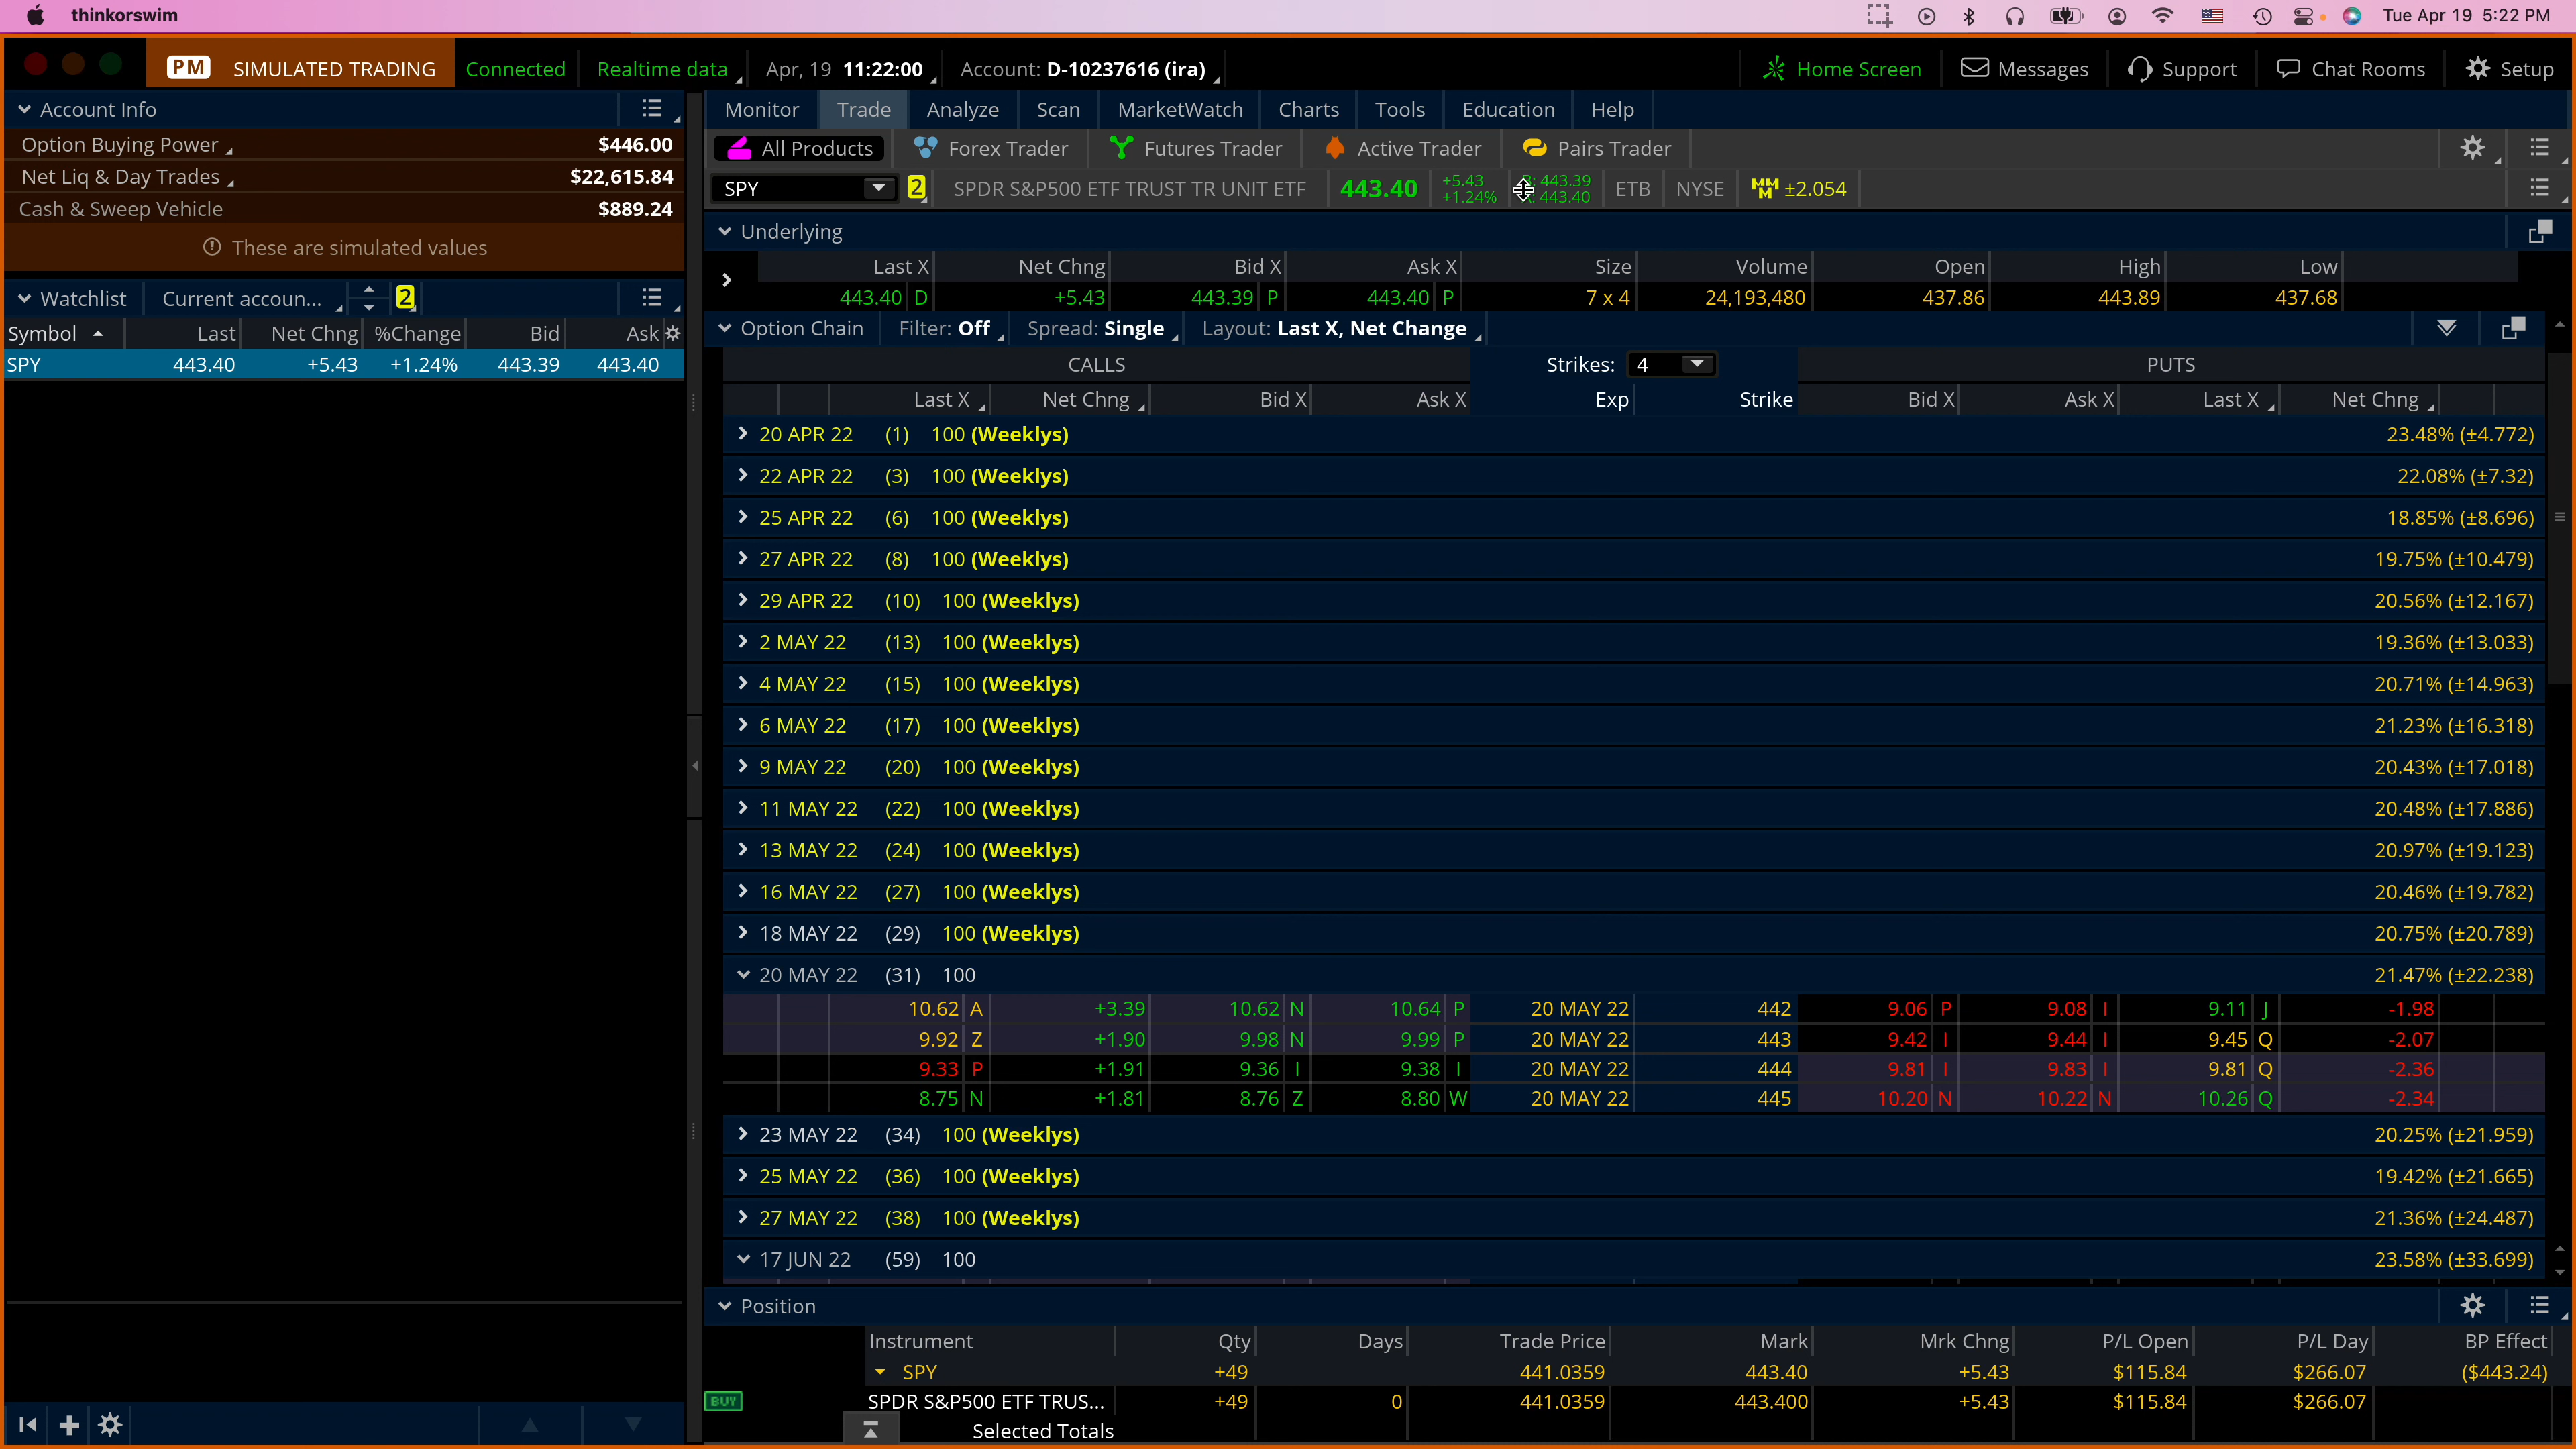 thinkorswim Tue Apr 19 5:22 PM
PM SIMULATED TRADING Connected Realtime data Apr, 19 11:22:00 Account: D-10237616 (ira) Home Screen Messages Support Chat Rooms Setup
Account Info
Option Buying Power $446.00
Net Liq & Day Trades $22,615.84
Cash & Sweep Vehicle $889.24
These are simulated values
Watchlist Current accoun... 2
Symbol Last Net Chng %Change Bid Ask
SPY 443.40 +5.43 +1.24% 443.39 443.40
Monitor Trade Analyze Scan MarketWatch Charts Tools Education Help
All Products Forex Trader Futures Trader Active Trader Pairs Trader
SPY 2 SPDR S&P500 ETF TRUST TR UNIT ETF 443.40 +5.43 +1.24% 443.39 443.40 ETB NYSE MMM ±2.054
Underlying
Last X Net Chng Bid X Ask X Size Volume Open High Low
443.40 D +5.43 443.39 P 443.40 P 7 x 4 24,193,480 437.86 443.89 437.68
Option Chain Filter: Off Spread: Single Layout: Last X, Net Change
CALLS Strikes: 4 PUTS
Last X Net Chng Bid X Ask X Exp Strike Bid X Ask X Last X Net Chng
20 APR 22 (1) 100 (Weeklys) 23.48% (±4.772)
22 APR 22 (3) 100 (Weeklys) 22.08% (±7.32)
25 APR 22 (6) 100 (Weeklys) 18.85% (±8.696)
27 APR 22 (8) 100 (Weeklys) 19.75% (±10.479)
29 APR 22 (10) 100 (Weeklys) 20.56% (±12.167)
2 MAY 22 (13) 100 (Weeklys) 19.36% (±13.033)
4 MAY 22 (15) 100 (Weeklys) 20.71% (±14.963)
6 MAY 22 (17) 100 (Weeklys) 21.23% (±16.318)
9 MAY 22 (20) 100 (Weeklys) 20.43% (±17.018)
11 MAY 22 (22) 100 (Weeklys) 20.48% (±17.886)
13 MAY 22 (24) 100 (Weeklys) 20.97% (±19.123)
16 MAY 22 (27) 100 (Weeklys) 20.46% (±19.782)
18 MAY 22 (29) 100 (Weeklys) 20.75% (±20.789)
20 MAY 22 (31) 100 21.47% (±22.238)
10.62 A +3.39 10.62 N 10.64 P 20 MAY 22 442 9.06 P 9.08 I 9.11 J -1.98
9.92 Z +1.90 9.98 N 9.99 P 20 MAY 22 443 9.42 I 9.44 I 9.45 Q -2.07
9.33 P +1.91 9.36 I 9.38 I 20 MAY 22 444 9.81 I 9.83 I 9.81 Q -2.36
8.75 N +1.81 8.76 Z 8.80 W 20 MAY 22 445 10.20 N 10.22 N 10.26 Q -2.34
23 MAY 22 (34) 100 (Weeklys) 20.25% (±21.959)
25 MAY 22 (36) 100 (Weeklys) 19.42% (±21.665)
27 MAY 22 (38) 100 (Weeklys) 21.36% (±24.487)
17 JUN 22 (59) 100 23.58% (±33.699)
Position
Instrument Qty Days Trade Price Mark Mrk Chng P/L Open P/L Day BP Effect
SPY +49 441.0359 443.40 +5.43 $115.84 $266.07 ($443.24)
BUY SPDR S&P500 ETF TRUS... +49 0 441.0359 443.400 +5.43 $115.84 $266.07
Selected Totals